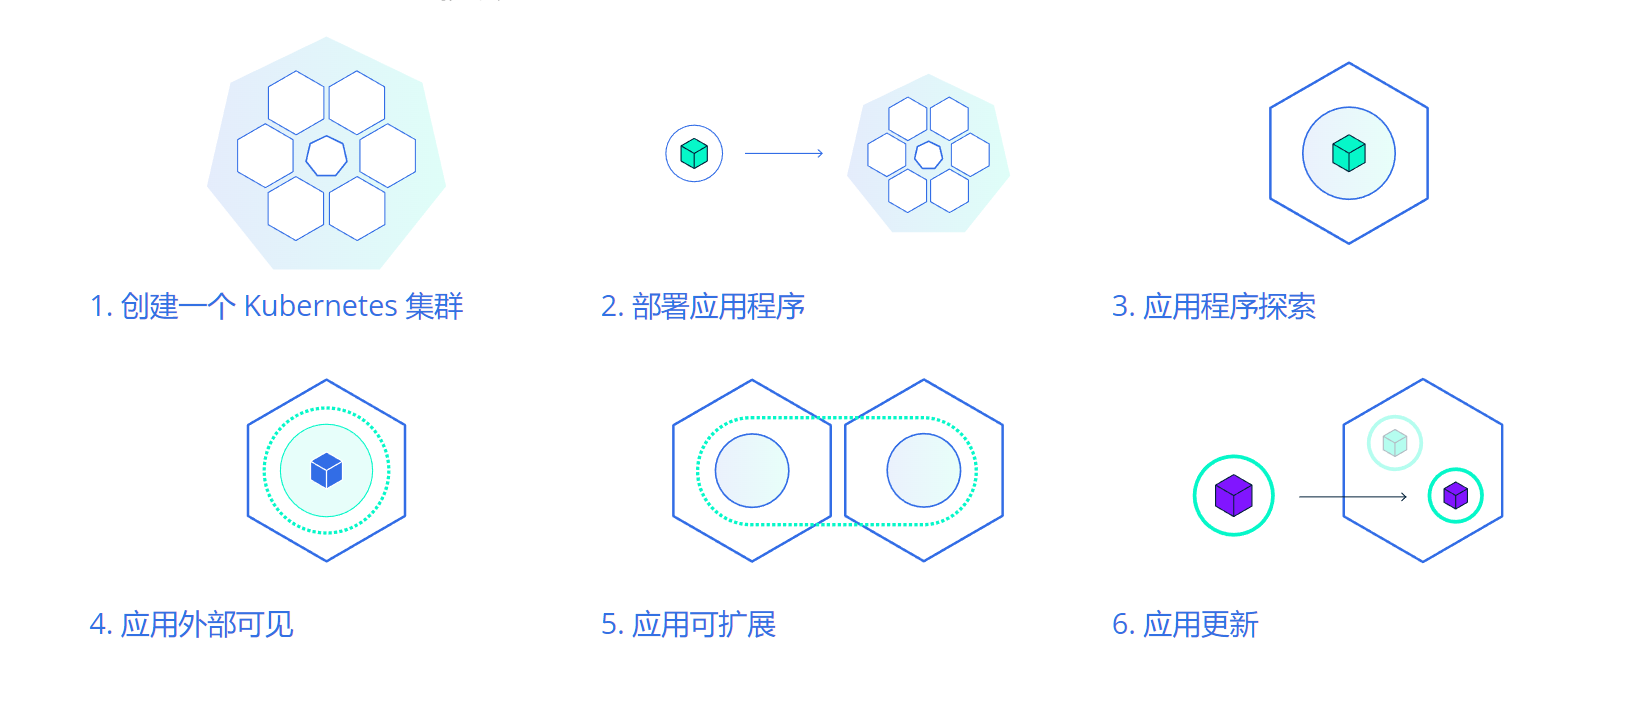 1. 创建一个 Kubernetes 集群
2. 部署应用程序
3. 应用程序探索
4. 应用外部可见
5. 应用可扩展
6. 应用更新